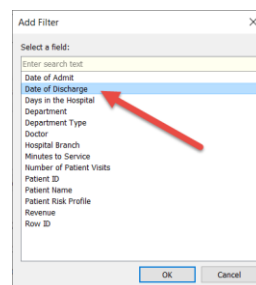 Add Filter
Select a field:
Enter search text
Date of Admit
Date of Discharge
Days in the Hospital
Department
Department Type
Doctor
Hospital Branch
Minutes to Service
Number of Patient Visits
Patient ID
Patient Name
Patient Risk Profile
Revenue
Row ID
OK Cancel